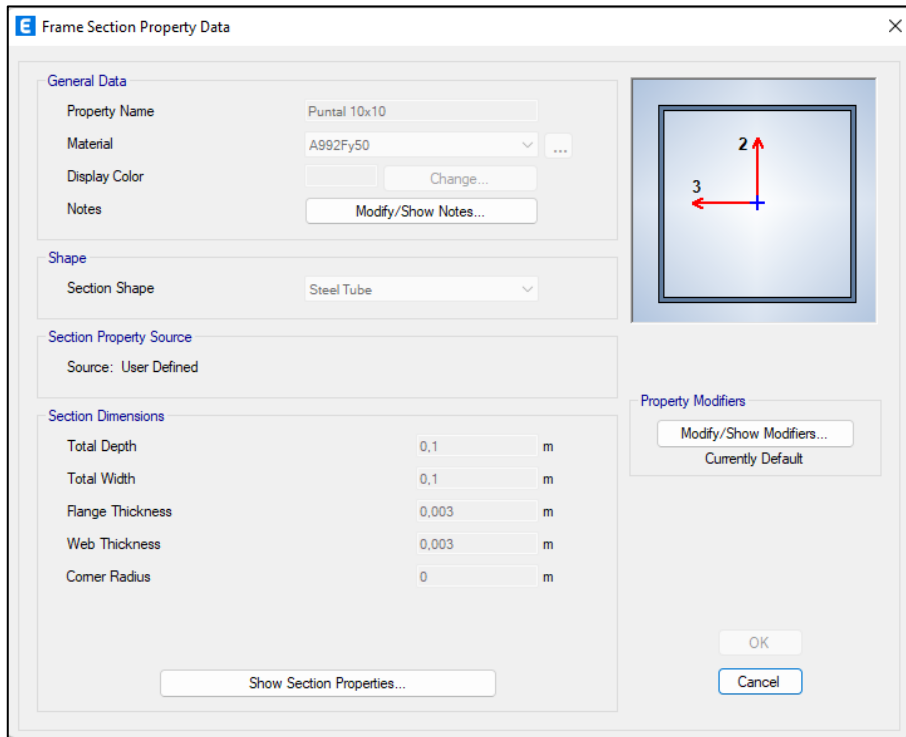 E Frame Section Property Data
General Data
Property Name Puntal 10x10
Material A992Fy50 ...
Display Color Change...
Notes Modify/Show Notes...
Shape
Section Shape Steel Tube
Section Property Source
Source: User Defined
Section Dimensions
Total Depth 0,1 m
Total Width 0,1 m
Flange Thickness 0,003 m
Web Thickness 0,003 m
Corner Radius 0 m
Show Section Properties...
2
3
Property Modifiers
Modify/Show Modifiers...
Currently Default
OK
Cancel